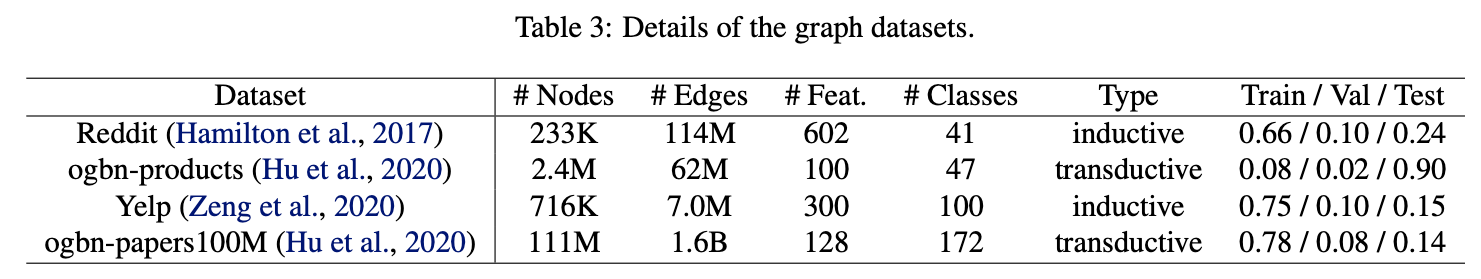 Table 3: Details of the graph datasets.
Dataset # Nodes # Edges # Feat. # Classes Type Train / Val / Test
Reddit (Hamilton et al., 2017) 233K 114M 602 41 inductive 0.66 / 0.10 / 0.24
ogbn-products (Hu et al., 2020) 2.4M 62M 100 47 transductive 0.08 / 0.02 / 0.90
Yelp (Zeng et al., 2020) 716K 7.0M 300 100 inductive 0.75 / 0.10 / 0.15
ogbn-papers100M (Hu et al., 2020) 111M 1.6B 128 172 transductive 0.78 / 0.08 / 0.14